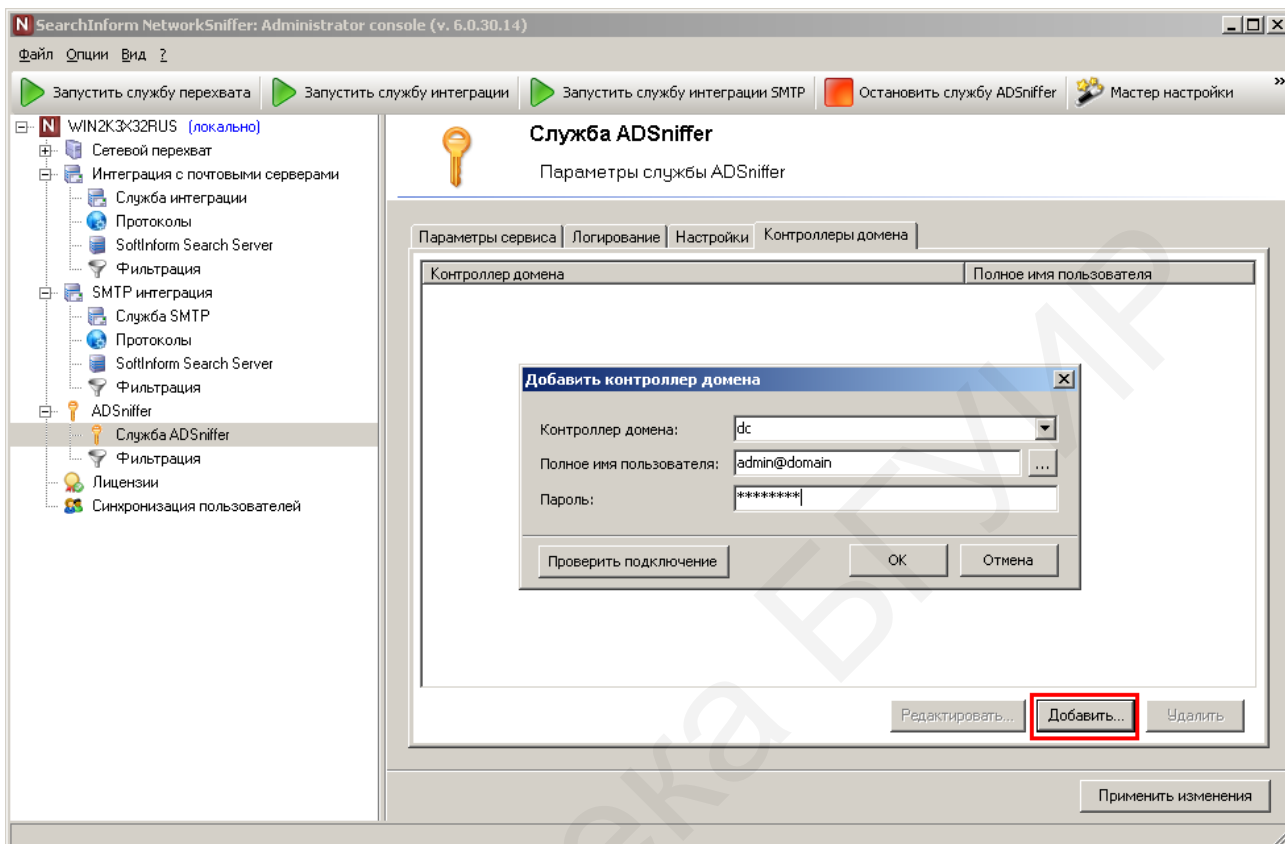 SearchInform NetworkSniffer: Administrator console (v. 6.0.30.14)
Файл Опции Вид ?
Запустить службу перехвата Запустить службу интеграции Запустить службу интеграции SMTP Остановить службу ADSniffer Мастер настройки »
WIN2K3X32RUS (локально)
Сетевой перехват
Интеграция с почтовыми серверами
Служба интеграции
Протоколы
SoftInform Search Server
Фильтрация
SMTP интеграция
Служба SMTP
Протоколы
SoftInform Search Server
Фильтрация
ADSniffer
Служба ADSniffer
Фильтрация
Лицензии
Синхронизация пользователей
Служба ADSniffer
Параметры службы ADSniffer
Параметры сервиса Логирование Настройки Контроллеры домена
Контроллер домена Полное имя пользователя
Добавить контроллер домена
Контроллер домена: dc
Полное имя пользователя: admin@domain ...
Пароль: ********
Проверить подключение OK Отмена
Редактировать... Добавить... Удалить
Применить изменения
ека БГУИР